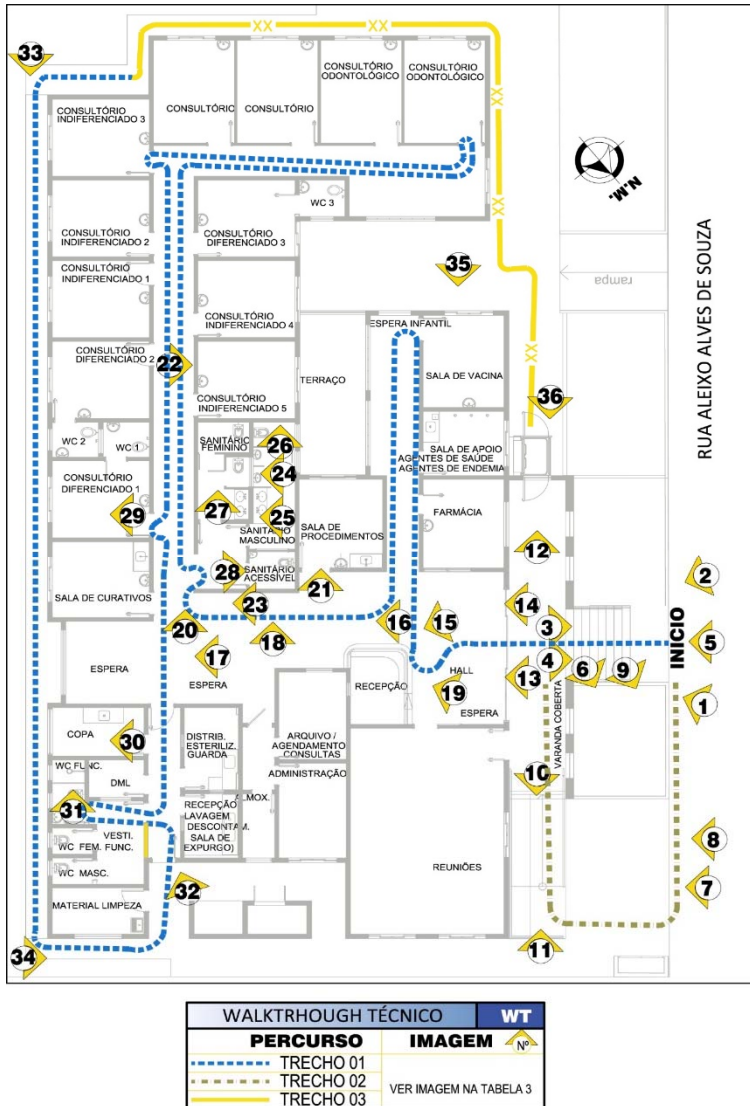 33
XX
XX
CONSULTÓRIO
ODONTOLÓGICO
CONSULTÓRIO
ODONTOLÓGICO
CONSULTÓRIO
CONSULTÓRIO
CONSULTÓRIO
INDIFERENCIADO 3
XX
N.M.
CONSULTÓRIO
INDIFERENCIADO 2
CONSULTÓRIO
DIFERENCIADO 3
WC 3
XX
CONSULTÓRIO
INDIFERENCIADO 1
35
rampa
RUA ALEIXO ALVES DE SOUZA
CONSULTÓRIO
INDIFERENCIADO 4
ESPERA INFANTIL
CONSULTÓRIO
DIFERENCIADO 2
22
TERRAÇO
SALA DE VACINA
XX
CONSULTÓRIO
INDIFERENCIADO 5
36
WC 2
WC 1
SANITÁRIO
FEMININO
26
SALA DE APOIO
AGENTES DE SAÚDE
AGENTES DE ENDEMIA
24
CONSULTÓRIO
DIFERENCIADO 1
29
27
25
FARMÁCIA
SANITÁRIO
MASCULINO
SALA DE
PROCEDIMENTOS
12
28
SANITÁRIO
ACESSÍVEL
21
2
SALA DE CURATIVOS
23
14
20
18
16
15
3
INICIO
5
17
4
ESPERA
ESPERA
HALL
6
9
13
RECEPÇÃO
19
ESPERA
1
VARANDA COBERTA
COPA
30
DISTRIB.
ESTERILIZ.
GUARDA
ARQUIVO /
AGENDAMENTO
CONSULTAS
WC FUNC.
DML
ADMINISTRAÇÃO
10
31
RECEPÇÃO
LAVAGEM
DESCONTAM.
SALA DE
EXPURGO)
ALMOX.
8
VESTI.
WC FEM. FUNC.
WC MASC.
REUNIÕES
32
7
MATERIAL LIMPEZA
11
34
WALKTRHOUGH TÉCNICO WT
PERCURSO IMAGEM Nº
TRECHO 01
TRECHO 02 VER IMAGEM NA TABELA 3
TRECHO 03